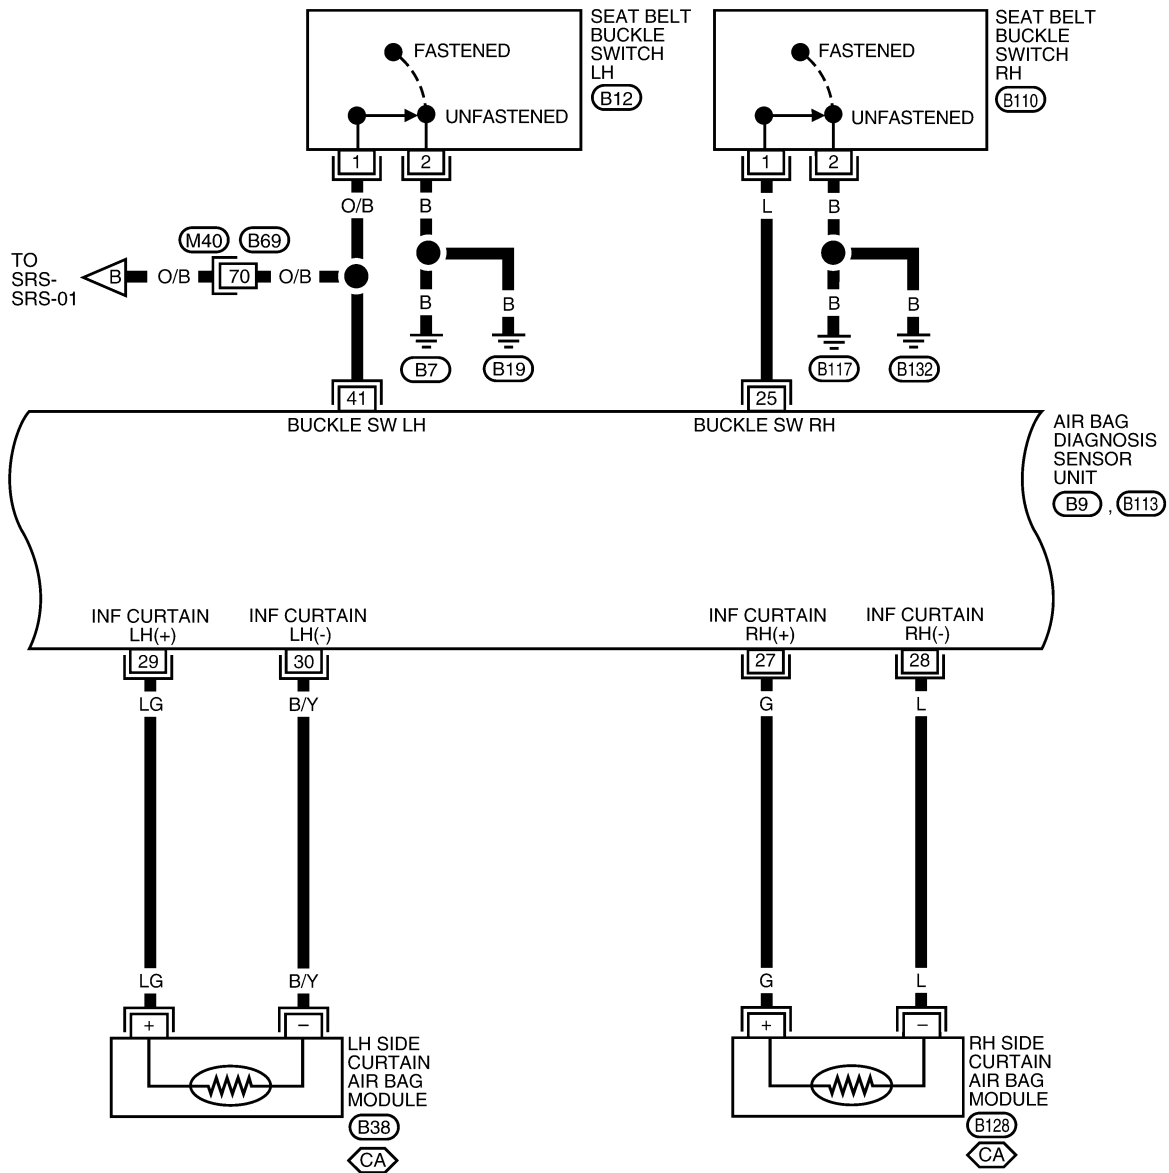 SEAT BELT
BUCKLE
SWITCH
LH
B12
FASTENED
UNFASTENED
1
2
SEAT BELT
BUCKLE
SWITCH
RH
B110
FASTENED
UNFASTENED
1
2
O/B
B
L
B
M40
B69
TO
SRS-
SRS-01
B
O/B
70
O/B
B
B
B
B
B7
B19
B117
B132
41
25
BUCKLE SW LH
BUCKLE SW RH
AIR BAG
DIAGNOSIS
SENSOR
UNIT
B9 , B113
INF CURTAIN
LH(+)
INF CURTAIN
LH(-)
INF CURTAIN
RH(+)
INF CURTAIN
RH(-)
29
30
27
28
LG
B/Y
G
L
LG
B/Y
G
L
+
–
+
–
LH SIDE
CURTAIN
AIR BAG
MODULE
B38
CA
RH SIDE
CURTAIN
AIR BAG
MODULE
B128
CA